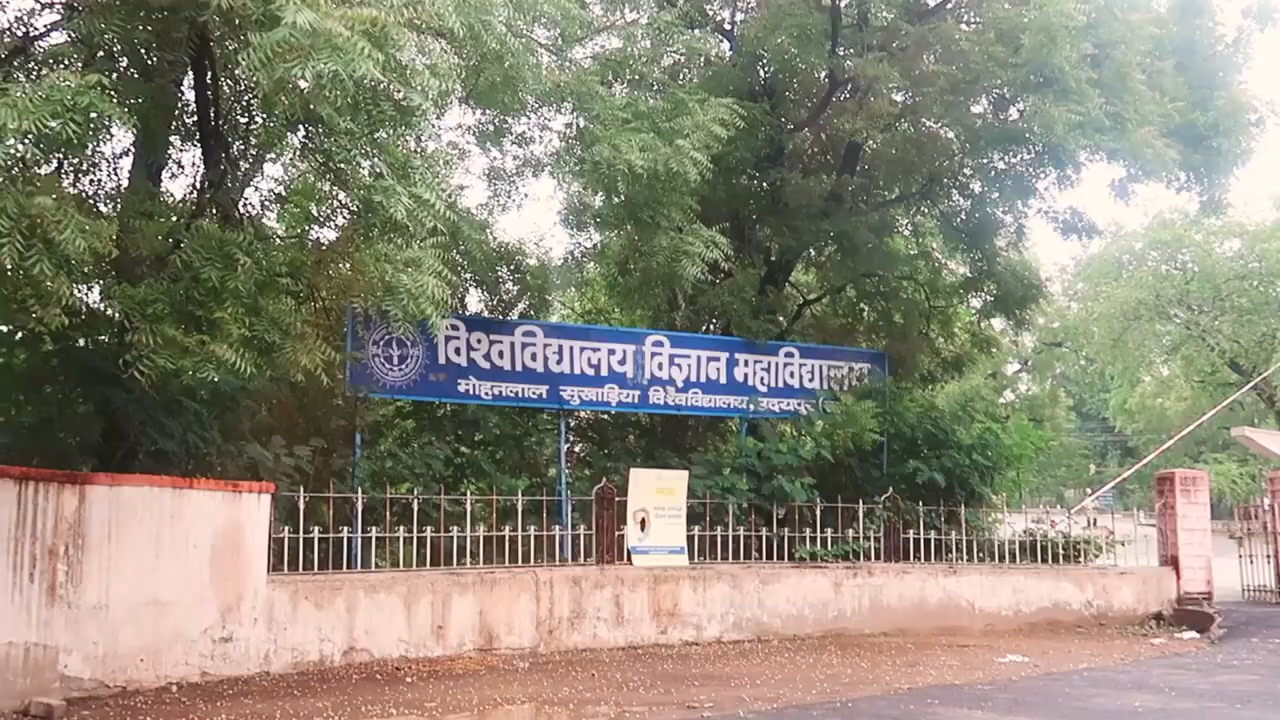 विश्वविद्यालय विज्ञान महाविद्यालय
मोहनलाल सुखाड़िया विश्वविद्यालय, उदयपुर